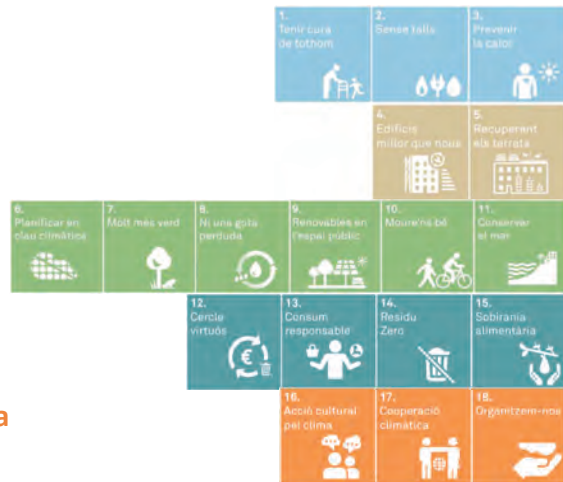 1.
Tenir cura
de tothom
2.
Sense talls
3.
Prevenir
la calor
4.
Edificis
millor que nous
5.
Recuperant
els terrats
6.
Planificar en
clau climàtica
7.
Molt més verd
8.
Ni una gota
perduda
9.
Renovables en
l'espai públic
10.
Moure'ns bé
11.
Conservar
el mar
12.
Cercle
virtuós
13.
Consum
responsable
14.
Residu
Zero
15.
Sobirania
alimentària
a
16.
Acció cultural
pel clima
17.
Cooperació
climàtica
18.
Organitzem-nos